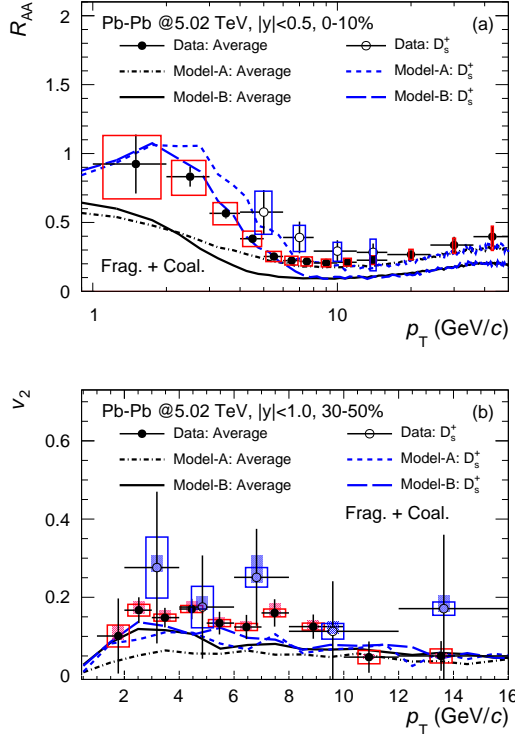 R_AA
Pb-Pb @5.02 TeV, |y|<0.5, 0-10% (a)
Data: Average Data: D_s^+
Model-A: Average Model-A: D_s^+
Model-B: Average Model-B: D_s^+
2
1.5
1
0.5
0
Frag. + Coal.
1 10
p_T (GeV/c)
v_2
Pb-Pb @5.02 TeV, |y|<1.0, 30-50% (b)
Data: Average Data: D_s^+
Model-A: Average Model-A: D_s^+
Model-B: Average Model-B: D_s^+
Frag. + Coal.
0.6
0.4
0.2
0
2 4 6 8 10 12 14 16
p_T (GeV/c)